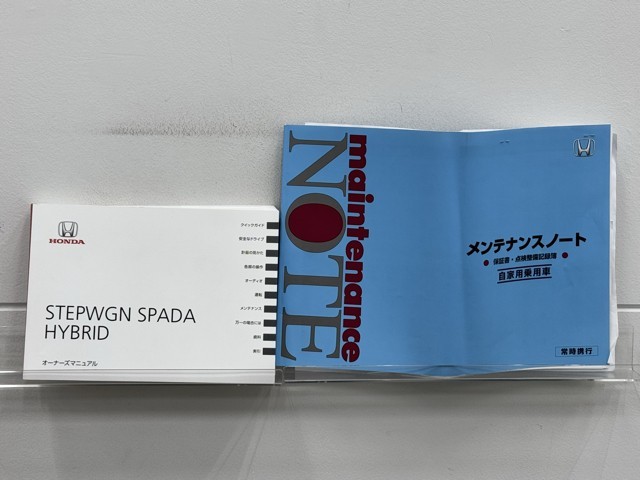 HONDA
STEPWGN SPADA
HYBRID
オーナーズマニュアル
クイックガイド
安全なドライブ
計器の見かた
各部の操作
オーディオ
運転
メンテナンス
万一の場合には
資料
索引
maintenance
NOTE
メンテナンスノート
保証書・点検整備記録簿
自家用乗用車
常時携行